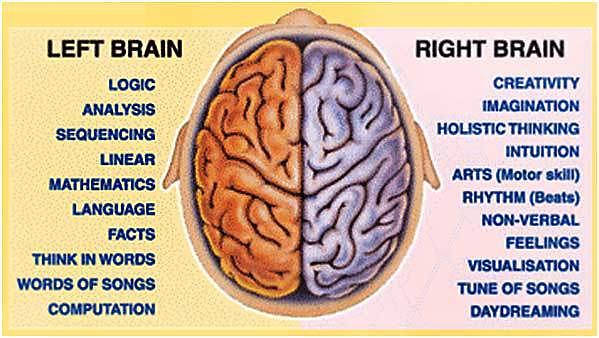 LEFT BRAIN
LOGIC
ANALYSIS
SEQUENCING
LINEAR
MATHEMATICS
LANGUAGE
FACTS
THINK IN WORDS
WORDS OF SONGS
COMPUTATION
RIGHT BRAIN
CREATIVITY
IMAGINATION
HOLISTIC THINKING
INTUITION
ARTS (Motor skill)
RHYTHM (Beats)
NON-VERBAL
FEELINGS
VISUALISATION
TUNE OF SONGS
DAYDREAMING